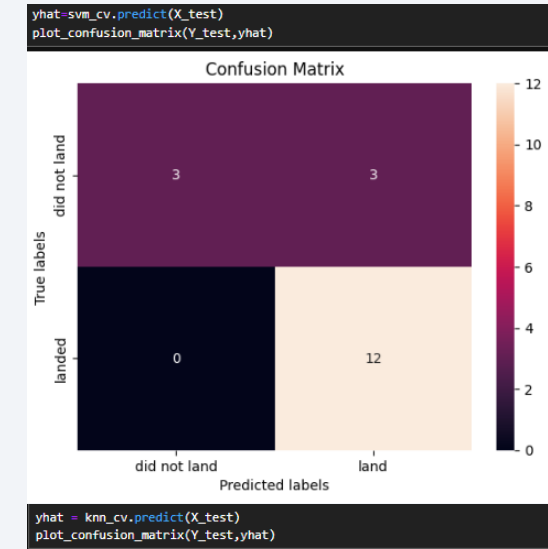 yhat=svm_cv.predict(X_test)
plot_confusion_matrix(Y_test,yhat)
Confusion Matrix
did not land
landed
True labels
3
3
0
12
did not land
land
Predicted labels
12
10
8
6
4
2
0
yhat = knn_cv.predict(X_test)
plot_confusion_matrix(Y_test,yhat)